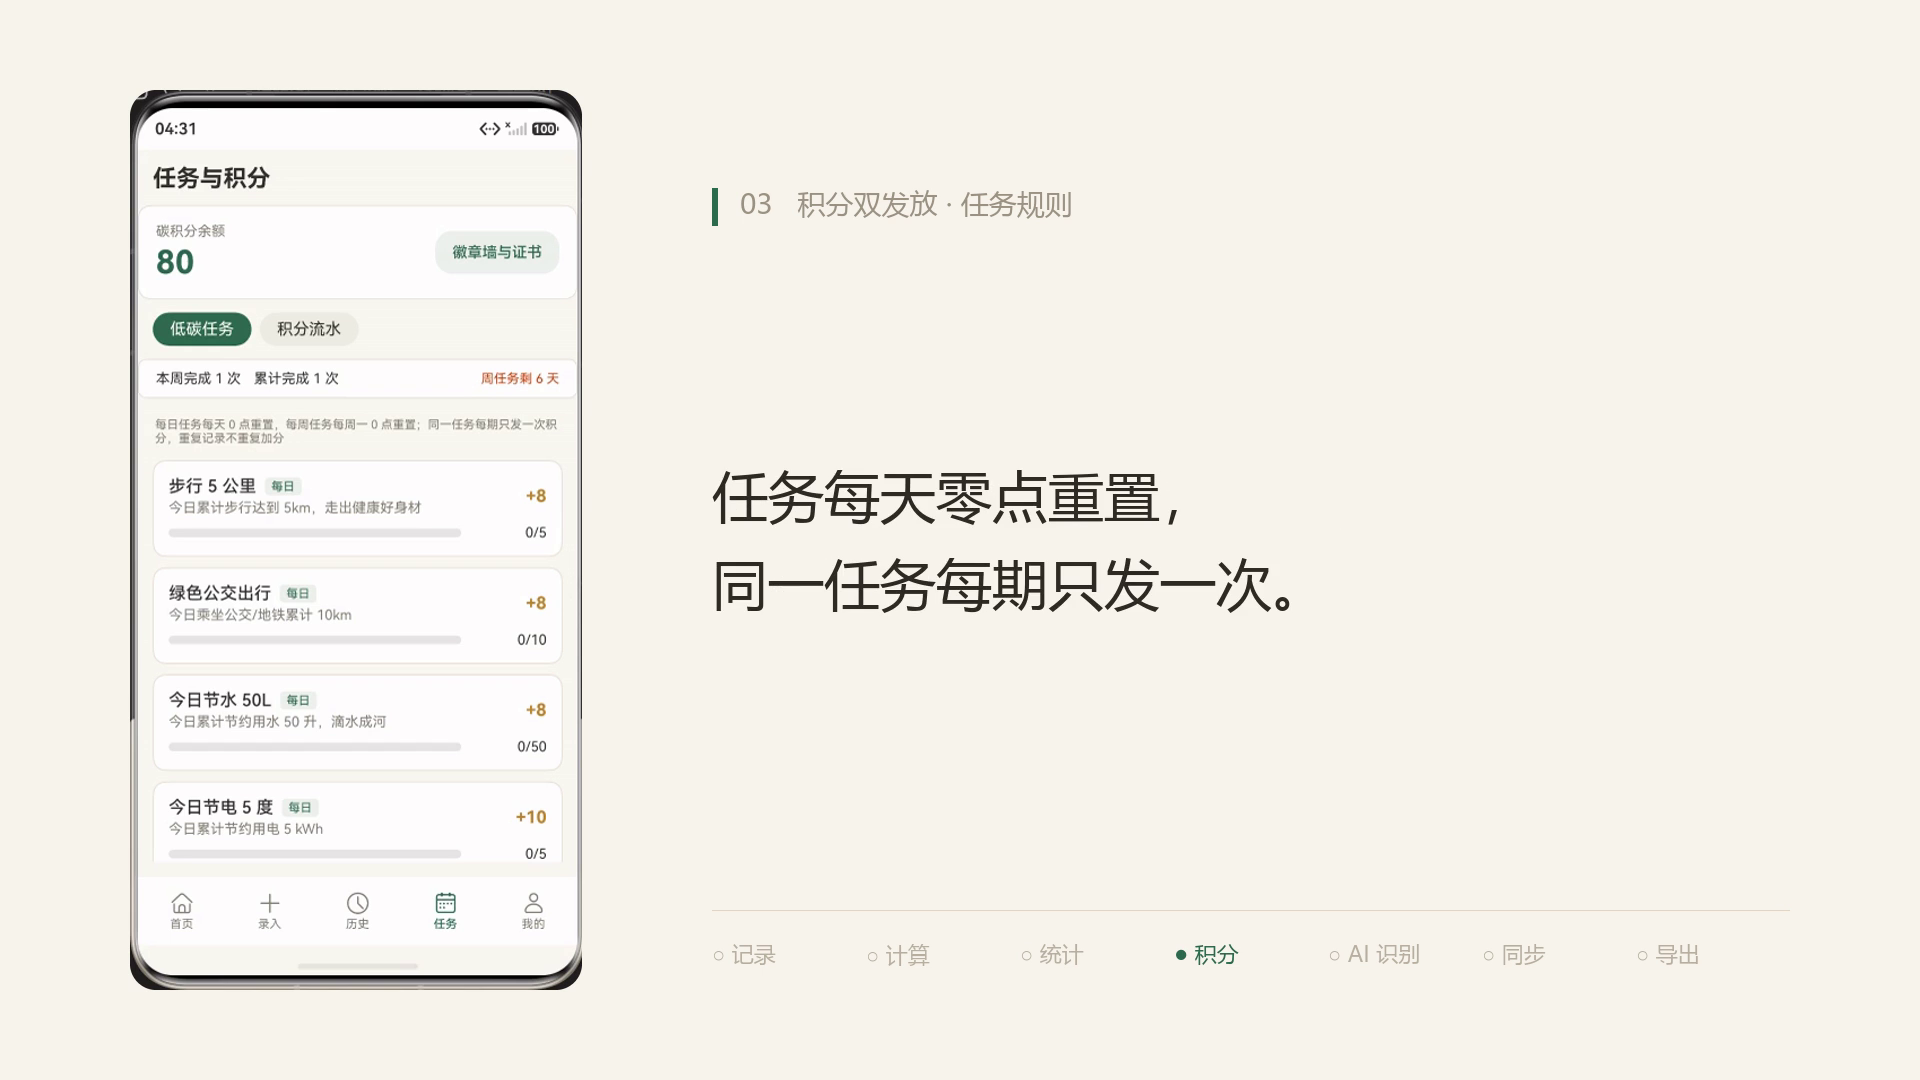 04:31
100
任务与积分
碳积分余额
80
徽章墙与证书
低碳任务
积分流水
本周完成 1 次 累计完成 1 次
周任务剩 6 天
每日任务每天 0 点重置，每周任务每周一 0 点重置；同一任务每期只发一次积
分，重复记录不重复加分
步行 5 公里 每日
+8
今日累计步行达到 5km，走出健康好身材
0/5
绿色公交出行 每日
+8
今日乘坐公交/地铁累计 10km
0/10
今日节水 50L 每日
+8
今日累计节约用水 50 升，滴水成河
0/50
今日节电 5 度 每日
+10
今日累计节约用电 5 kWh
0/5
首页
录入
历史
任务
我的
03 积分双发放 · 任务规则
任务每天零点重置，
同一任务每期只发一次。
记录
计算
统计
积分
AI 识别
同步
导出